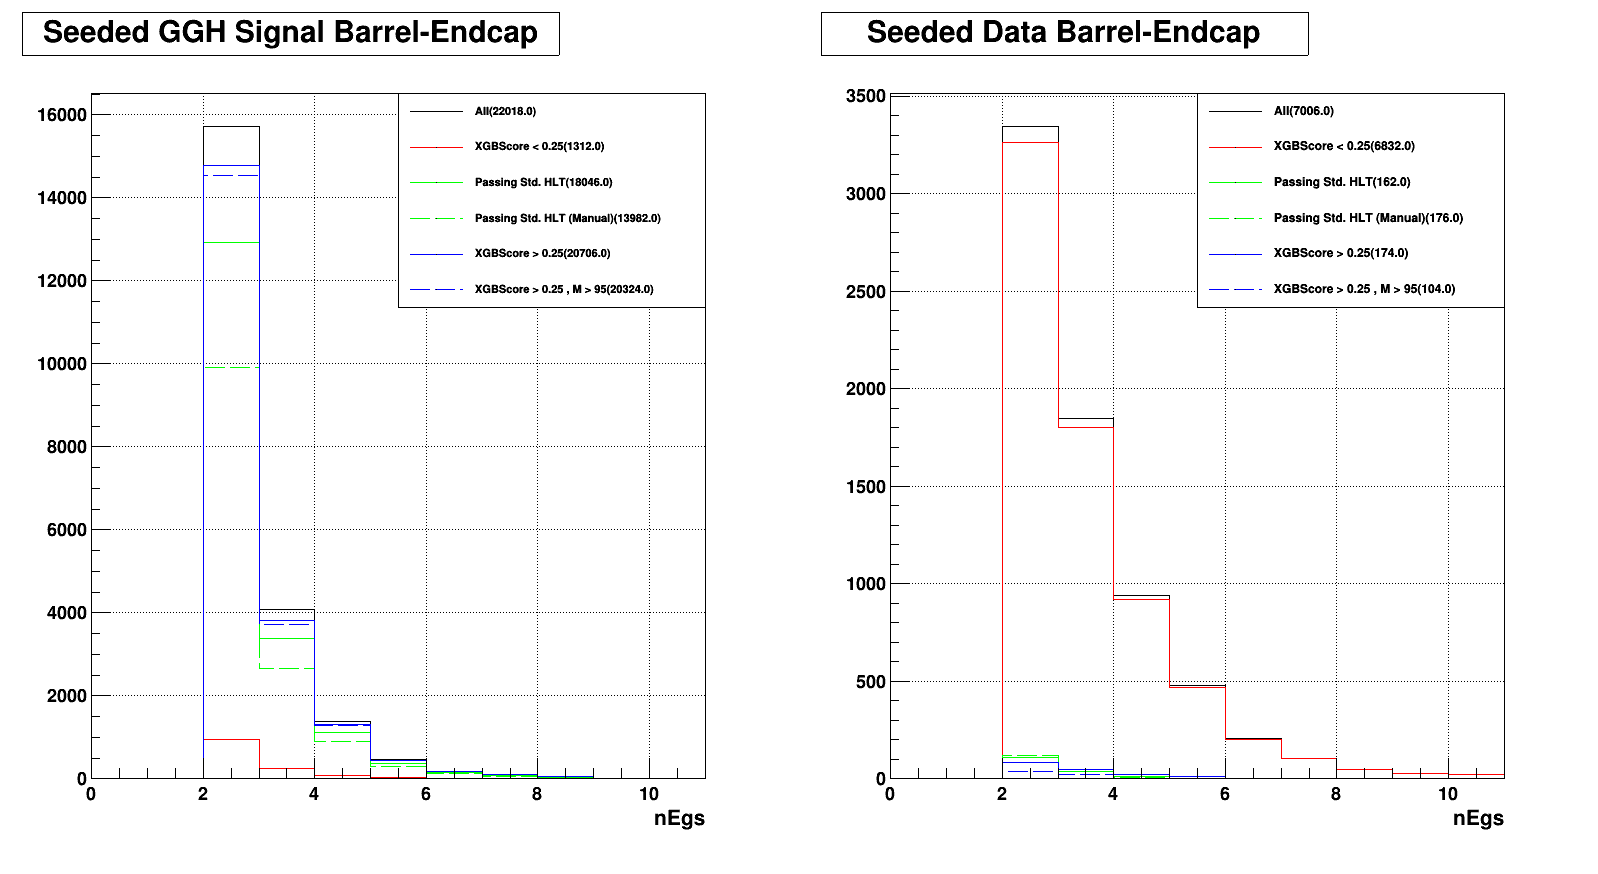 Seeded GGH Signal Barrel-Endcap
All(22018.0)
XGBScore < 0.25(1312.0)
Passing Std. HLT(18046.0)
Passing Std. HLT (Manual)(13982.0)
XGBScore > 0.25(20706.0)
XGBScore > 0.25 , M > 95(20324.0)
16000
14000
12000
10000
8000
6000
4000
2000
0
0 2 4 6 8 10
nEgs
Seeded Data Barrel-Endcap
All(7006.0)
XGBScore < 0.25(6832.0)
Passing Std. HLT(162.0)
Passing Std. HLT (Manual)(176.0)
XGBScore > 0.25(174.0)
XGBScore > 0.25 , M > 95(104.0)
3500
3000
2500
2000
1500
1000
500
0
0 2 4 6 8 10
nEgs